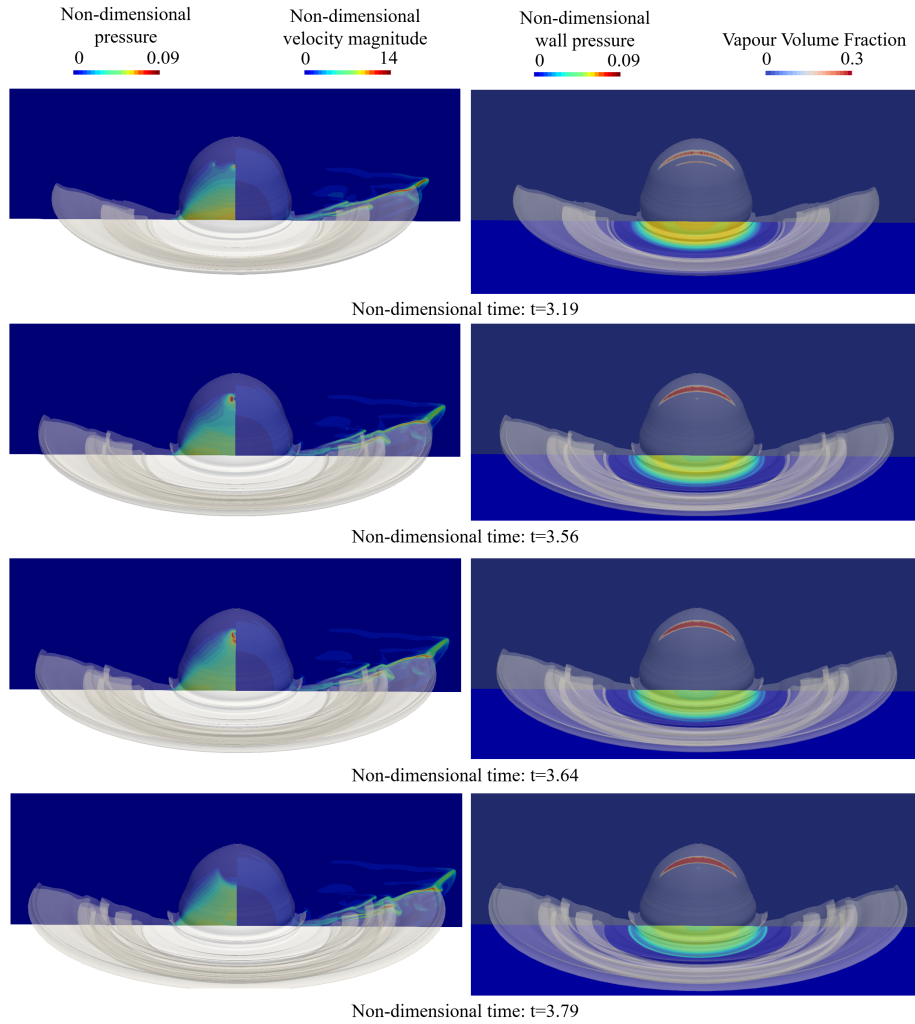 Non-dimensional
pressure
0 0.09
Non-dimensional
velocity magnitude
0 14
Non-dimensional
wall pressure
0 0.09
Vapour Volume Fraction
0 0.3
Non-dimensional time: t=3.19
Non-dimensional time: t=3.56
Non-dimensional time: t=3.64
Non-dimensional time: t=3.79